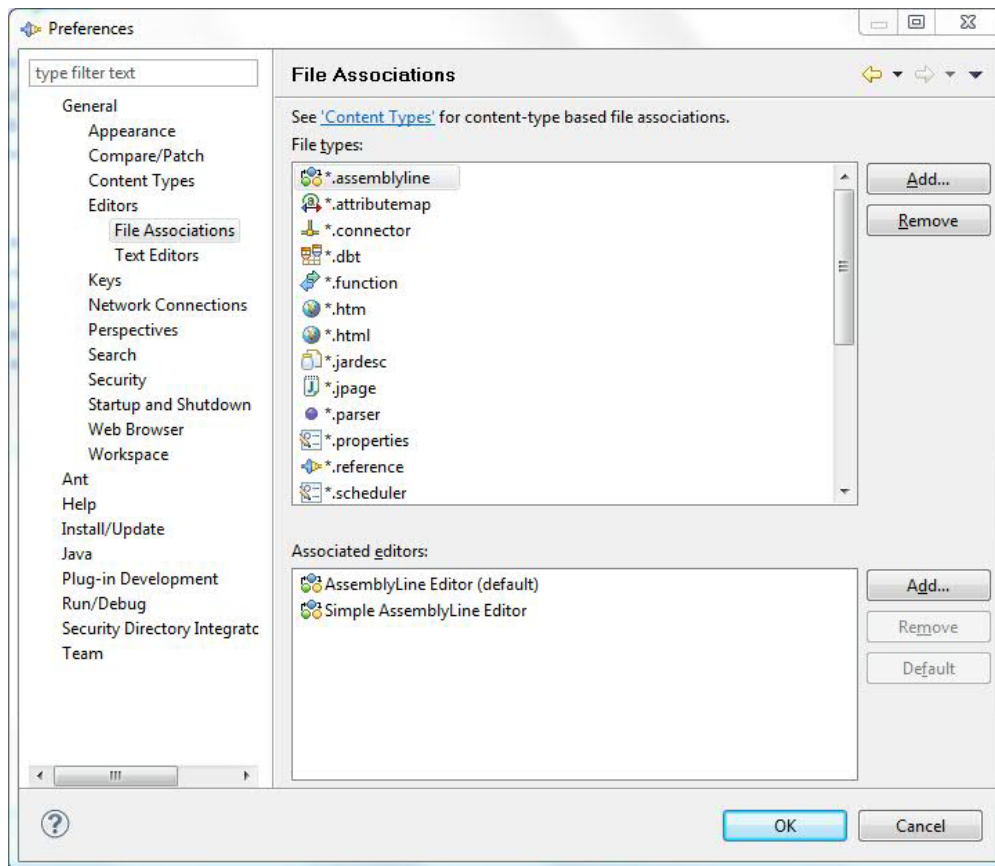 Preferences
type filter text
General
Appearance
Compare/Patch
Content Types
Editors
File Associations
Text Editors
Keys
Network Connections
Perspectives
Search
Security
Startup and Shutdown
Web Browser
Workspace
Ant
Help
Install/Update
Java
Plug-in Development
Run/Debug
Security Directory Integratc
Team
File Associations
See 'Content Types' for content-type based file associations.
File types:
*.assemblyline
*.attributemap
*.connector
*.dbt
*.function
*.htm
*.html
*.jardesc
*.jpage
*.parser
*.properties
*.reference
*.scheduler
Add...
Remove
Associated editors:
AssemblyLine Editor (default)
Simple AssemblyLine Editor
Add...
Remove
Default
OK
Cancel